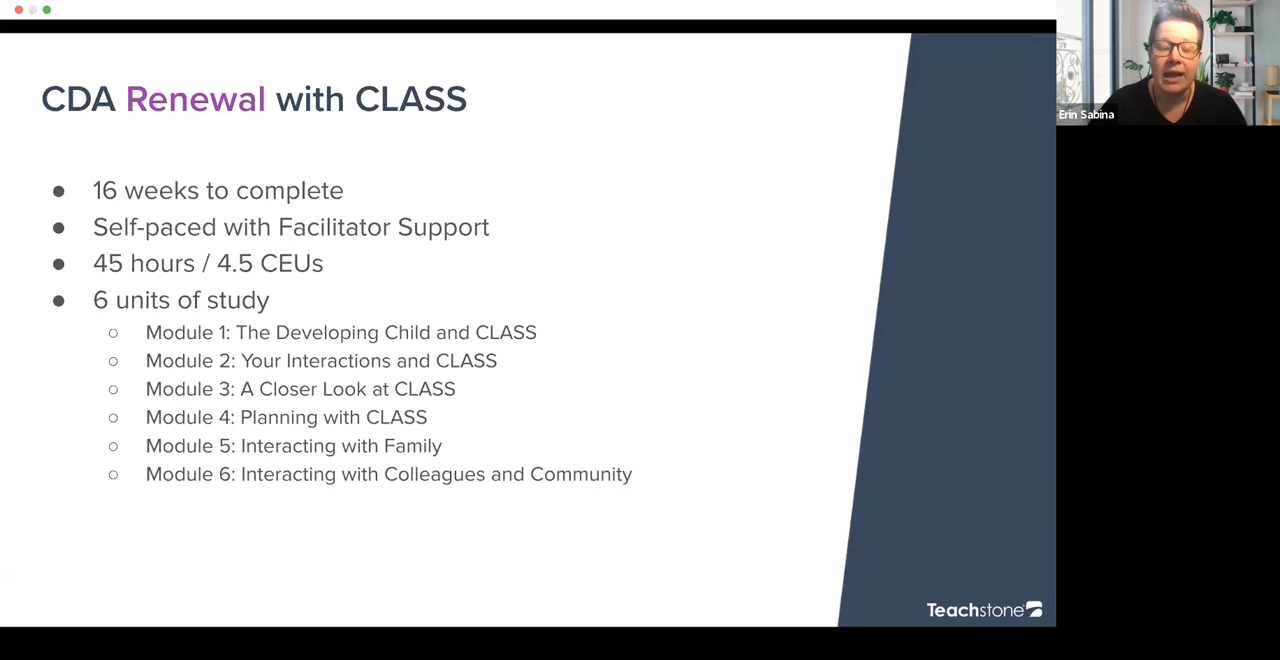 CDA Renewal with CLASS
16 weeks to complete
Self-paced with Facilitator Support
45 hours / 4.5 CEUs
6 units of study
Module 1: The Developing Child and CLASS
Module 2: Your Interactions and CLASS
Module 3: A Closer Look at CLASS
Module 4: Planning with CLASS
Module 5: Interacting with Family
Module 6: Interacting with Colleagues and Community
Teachstone
Erin Sabina